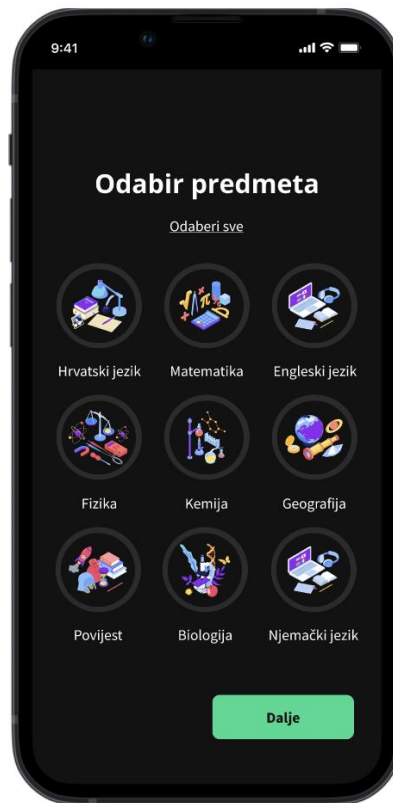 9:41
Odabir predmeta
Odaberi sve
Hrvatski jezik Matematika Engleski jezik
Fizika Kemija Geografija
Povijest Biologija Njemački jezik
Dalje